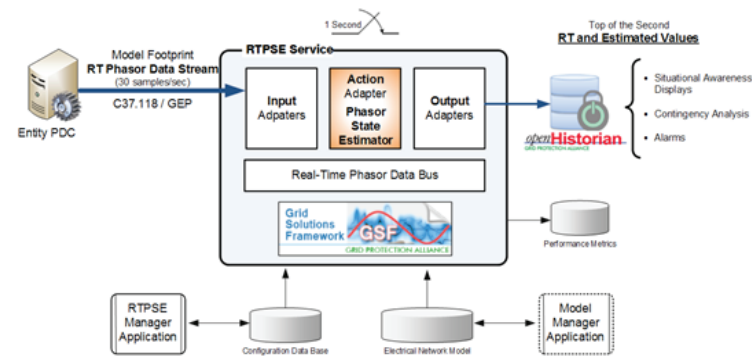 1 Second
Top of the Second
RT and Estimated Values
Model Footprint
RT Phasor Data Stream
(30 samples/sec)
C37.118 / GEP
Entity PDC
RTPSE Service
Input
Adpaters
Action
Adapter
Phasor
State
Estimator
Output
Adapters
openHistorian
GRID PROTECTION ALLIANCE
▪ Situational Awareness
Displays
▪ Contingency Analysis
▪ Alarms
Real-Time Phasor Data Bus
Grid
Solutions
Framework
GSF
GRID PROTECTION ALLIANCE
Performance Metrics
RTPSE
Manager
Application
Configuration Data Base
Electrical Network Model
Model
Manager
Application